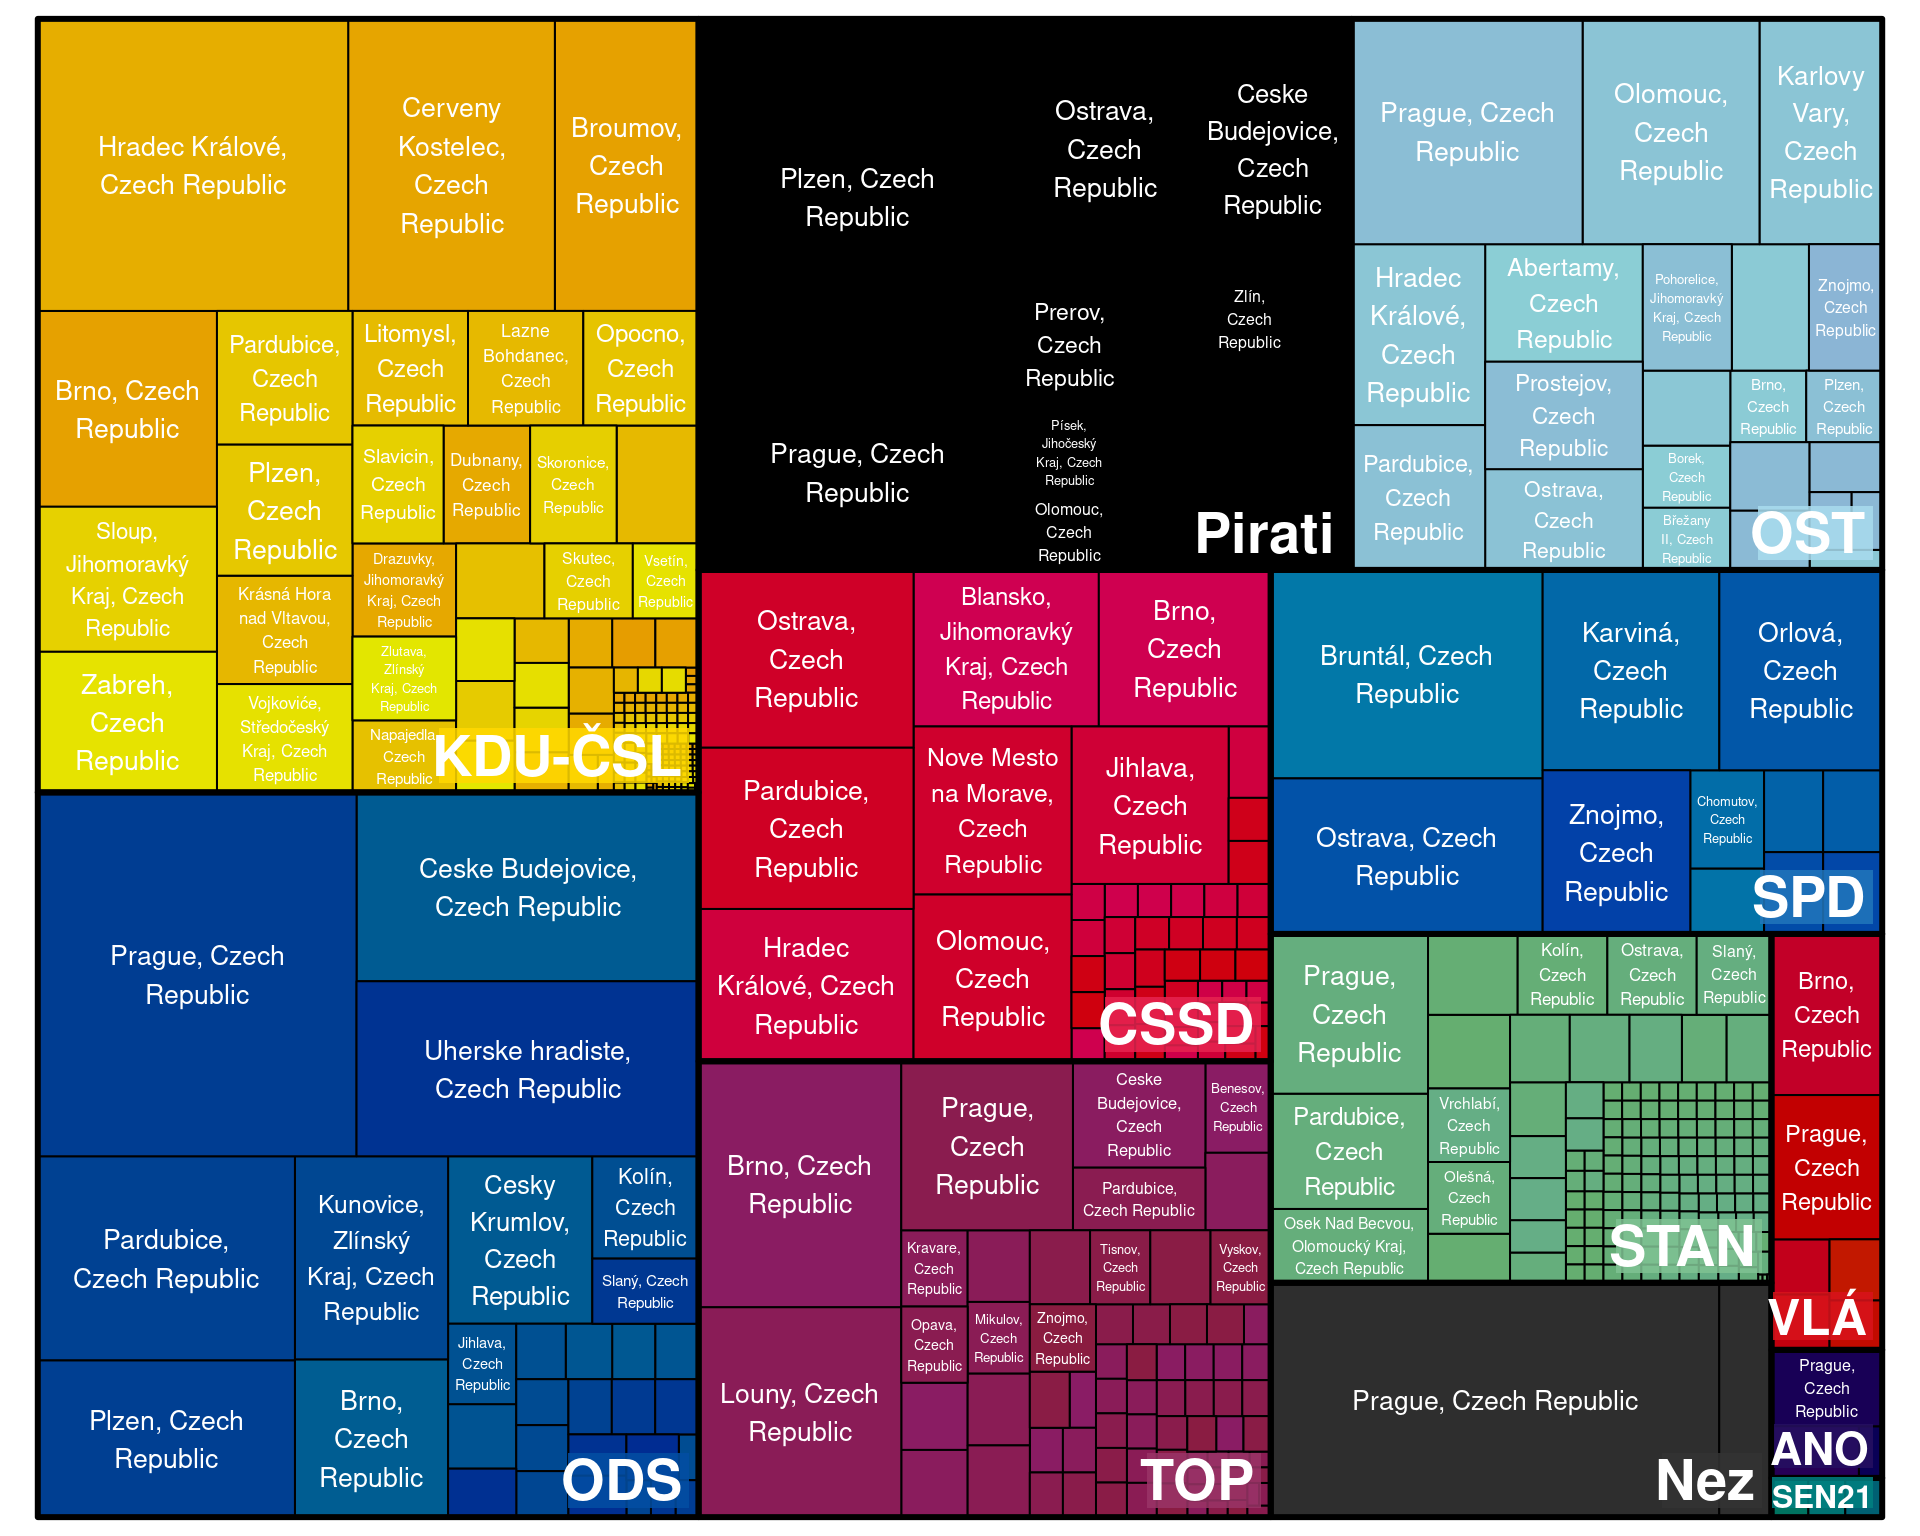 Hradec Králové,
Czech Republic
Cerveny
Kostelec,
Czech
Republic
Broumov,
Czech
Republic
Brno, Czech
Republic
Pardubice,
Czech
Republic
Litomysl,
Czech
Republic
Lazne
Bohdanec,
Czech
Republic
Opocno,
Czech
Republic
Plzen,
Czech
Republic
Slavicin,
Czech
Republic
Dubnany,
Czech
Republic
Skoronice,
Czech
Republic
Sloup,
Jihomoravký
Kraj, Czech
Republic
Krásná Hora
nad Vltavou,
Czech
Republic
Drazuvky,
Jihomoravký
Kraj, Czech
Republic
Skutec,
Czech
Republic
Vsetín,
Czech
Republic
Zabreh,
Czech
Republic
Vojkoviće,
Středočeský
Kraj, Czech
Republic
Zlutava,
Zlínský
Kraj, Czech
Republic
Napajedla
Czech
Republic
KDU-ČSL
Plzen, Czech
Republic
Ostrava,
Czech
Republic
Ceske
Budejovice,
Czech
Republic
Prague, Czech
Republic
Prerov,
Czech
Republic
Zlín,
Czech
Republic
Písek,
Jihočeský
Kraj, Czech
Republic
Olomouc,
Czech
Republic
Pirati
Prague, Czech
Republic
Olomouc,
Czech
Republic
Karlovy
Vary,
Czech
Republic
Hradec
Králové,
Czech
Republic
Abertamy,
Czech
Republic
Pohorelice,
Jihomoravký
Kraj, Czech
Republic
Znojmo,
Czech
Republic
Prostejov,
Czech
Republic
Brno,
Czech
Republic
Plzen,
Czech
Republic
Pardubice,
Czech
Republic
Ostrava,
Czech
Republic
Borek,
Czech
Republic
Břežany
II, Czech
Republic
OST
Ostrava,
Czech
Republic
Blansko,
Jihomoravký
Kraj, Czech
Republic
Brno,
Czech
Republic
Pardubice,
Czech
Republic
Nove Mesto
na Morave,
Czech
Republic
Jihlava,
Czech
Republic
Hradec
Králové, Czech
Republic
Olomouc,
Czech
Republic
CSSD
Bruntál, Czech
Republic
Karviná,
Czech
Republic
Orlová,
Czech
Republic
Ostrava, Czech
Republic
Znojmo,
Czech
Republic
Chomutov,
Czech
Republic
SPD
Prague, Czech
Republic
Ceske Budejovice,
Czech Republic
Uherske hradiste,
Czech Republic
Pardubice,
Czech Republic
Kunovice,
Zlínský
Kraj, Czech
Republic
Cesky
Krumlov,
Czech
Republic
Kolín,
Czech
Republic
Slaný, Czech
Republic
Plzen, Czech
Republic
Brno,
Czech
Republic
Jihlava,
Czech
Republic
ODS
Brno, Czech
Republic
Prague,
Czech
Republic
Ceske
Budejovice,
Czech
Republic
Benesov,
Czech
Republic
Pardubice,
Czech Republic
Louny, Czech
Republic
Kravare,
Czech
Republic
Tisnov,
Czech
Republic
Vyskov,
Czech
Republic
Opava,
Czech
Republic
Mikulov,
Czech
Republic
Znojmo,
Czech
Republic
TOP
Prague,
Czech
Republic
Kolín,
Czech
Republic
Ostrava,
Czech
Republic
Slaný,
Czech
Republic
Pardubice,
Czech
Republic
Vrchlabí,
Czech
Republic
Olešná,
Czech
Republic
Osek Nad Becvou,
Olomoucký Kraj,
Czech Republic
STAN
Brno,
Czech
Republic
Prague,
Czech
Republic
VLÁ
Prague, Czech Republic
Nez
Prague,
Czech
Republic
ANO
SEN21